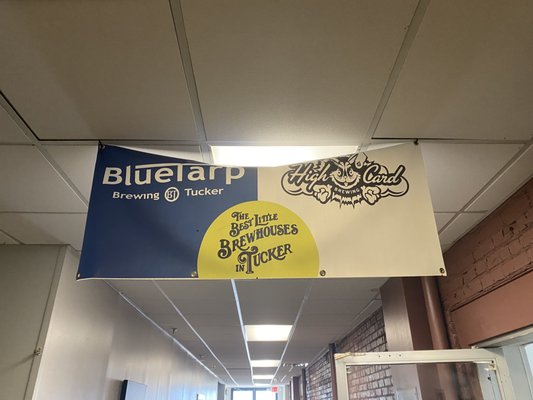 BlueTarp
Brewing BT Tucker
High Card
BREWING
THE
BEST LITTLE
BREWHOUSES
IN TUCKER